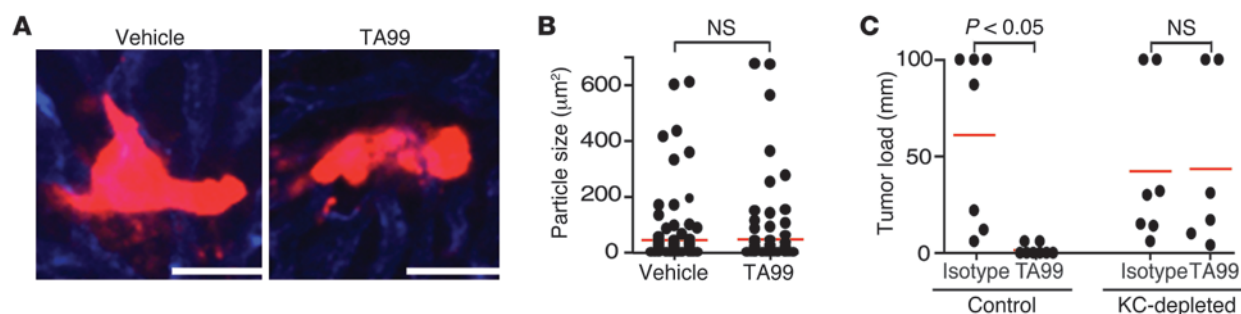 A
Vehicle
TA99
B
NS
Particle size (μm²)
600
400
200
0
Vehicle
TA99
C
P < 0.05
NS
Tumor load (mm)
100
50
0
Isotype TA99
Isotype TA99
Control
KC-depleted